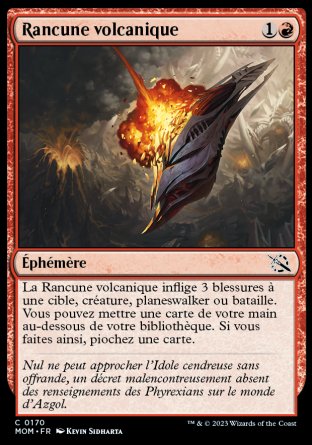 Rancune volcanique 1
Éphémère
La Rancune volcanique inflige 3 blessures à
une cible, créature, planeswalker ou bataille.
Vous pouvez mettre une carte de votre main
au-dessous de votre bibliothèque. Si vous
faites ainsi, piochez une carte.
Nul ne peut approcher l'Idole cendreuse sans
offrande, un décret malencontreusement absent
des renseignements des Phyrexians sur le monde
d'Azgol.
C 0170
MOM • FR Kevin Sidharta
™ & © 2023 Wizards of the Coast